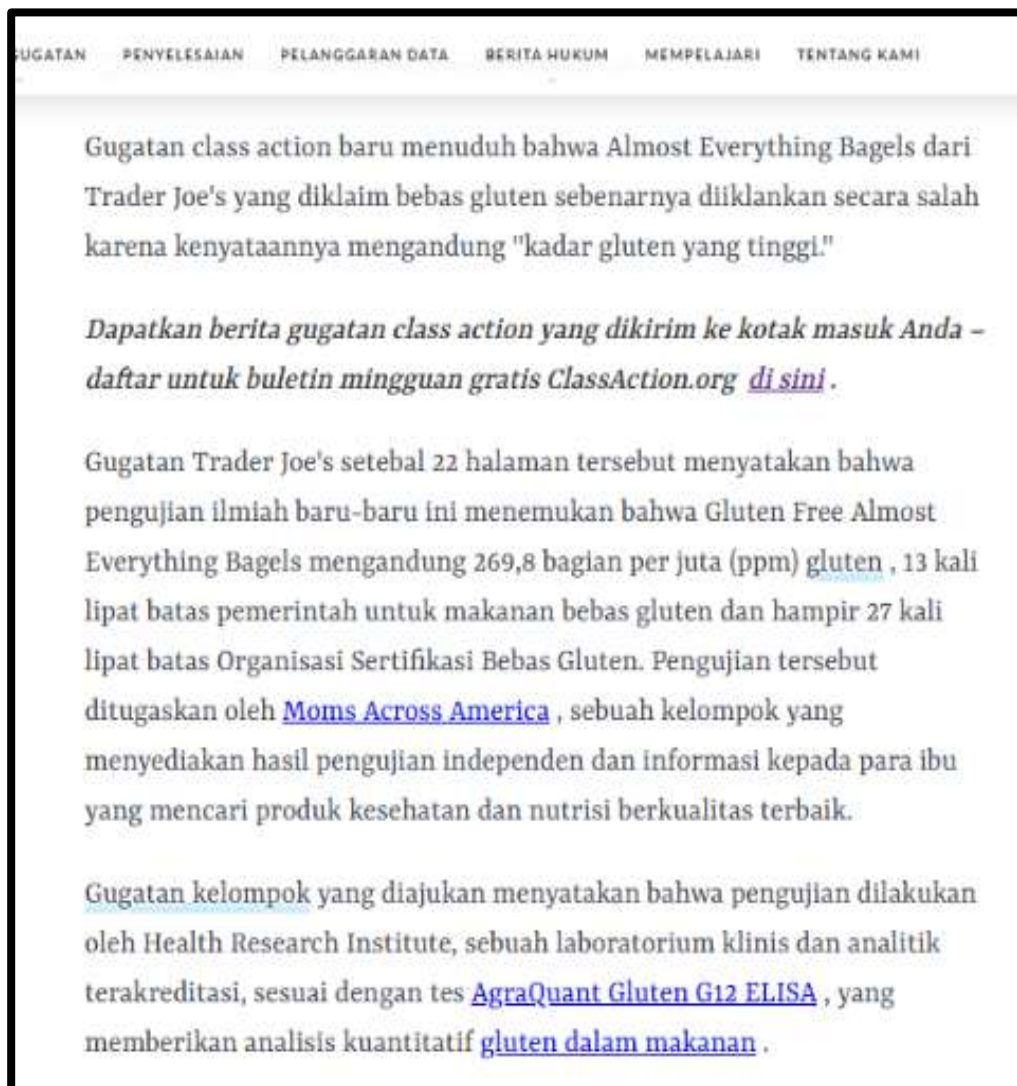 GUGATAN PENYELESAIAN PELANGGARAN DATA BERITA HUKUM MEMPELAJARI TENTANG KAMI
Gugatan class action baru menuduh bahwa Almost Everything Bagels dari
Trader Joe's yang diklaim bebas gluten sebenarnya diiklankan secara salah
karena kenyataannya mengandung "kadar gluten yang tinggi."
Dapatkan berita gugatan class action yang dikirim ke kotak masuk Anda –
daftar untuk buletin mingguan gratis ClassAction.org di sini .
Gugatan Trader Joe's setebal 22 halaman tersebut menyatakan bahwa
pengujian ilmiah baru-baru ini menemukan bahwa Gluten Free Almost
Everything Bagels mengandung 269,8 bagian per juta (ppm) gluten , 13 kali
lipat batas pemerintah untuk makanan bebas gluten dan hampir 27 kali
lipat batas Organisasi Sertifikasi Bebas Gluten. Pengujian tersebut
ditugaskan oleh Moms Across America , sebuah kelompok yang
menyediakan hasil pengujian independen dan informasi kepada para ibu
yang mencari produk kesehatan dan nutrisi berkualitas terbaik.
Gugatan kelompok yang diajukan menyatakan bahwa pengujian dilakukan
oleh Health Research Institute, sebuah laboratorium klinis dan analitik
terakreditasi, sesuai dengan tes AgraQuant Gluten G12 ELISA , yang
memberikan analisis kuantitatif gluten dalam makanan .